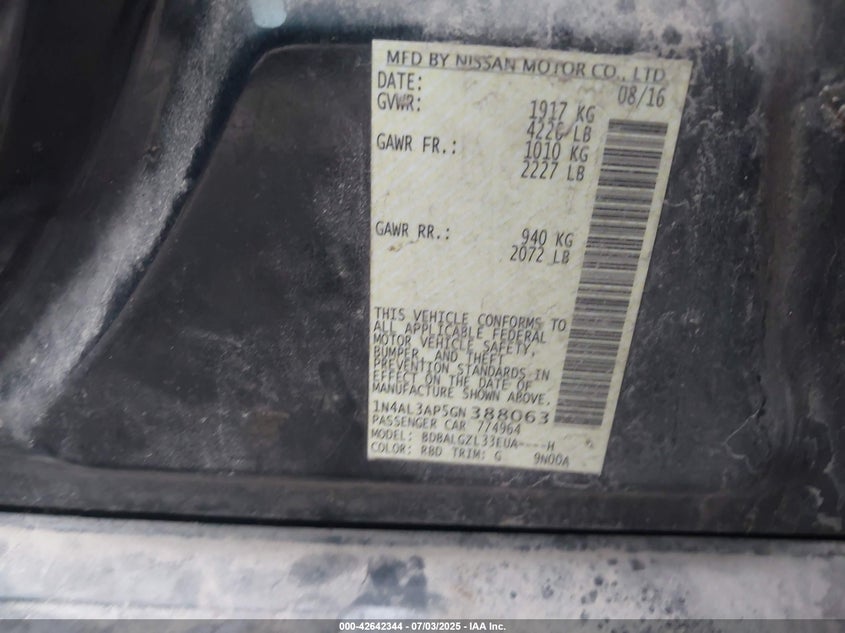 MFD BY NISSAN MOTOR CO., LTD
DATE: 08/16
GVWR: 1917 KG
4226 LB
GAWR FR.: 1010 KG
2227 LB
GAWR RR.: 940 KG
2072 LB
THIS VEHICLE CONFORMS TO
ALL APPLICABLE FEDERAL
MOTOR VEHICLE SAFETY,
BUMPER, AND THEFT
PREVENTION STANDARDS IN
EFFECT ON THE DATE OF
MANUFACTURE SHOWN ABOVE.
1N4AL3AP5GN388063
PASSENGER CAR 774964
MODEL: BDBALGZL33EUA----H
COLOR: RBD TRIM: G 9N00A
000-42642344 - 07/03/2025 - IAA Inc.